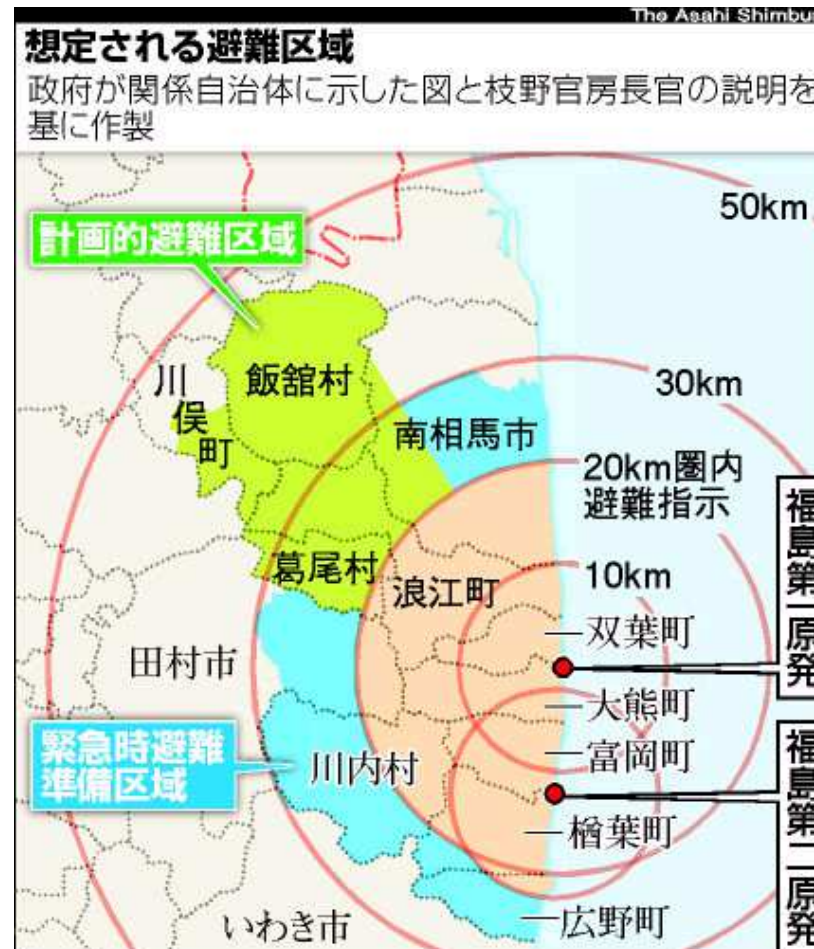 The Asahi Shimbun
想定される避難区域
政府が関係自治体に示した図と枝野官房長官の説明を
基に作製
50km
計画的避難区域
30km
川
俣
町
飯舘村
南相馬市
20km圏内
避難指示
10km
葛尾村
浪江町
双葉町
福島第一原発
田村市
大熊町
富岡町
緊急時避難
準備区域
川内村
福島第二原発
楢葉町
いわき市
広野町